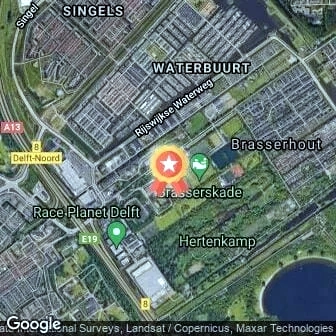 SINGELS
Singel
WATERBUURT
Rijswijkse Waterweg
A13
8
Delft-Noord
Brasserhout
Brasserskade
Race Planet Delft
E19
Hertenkamp
8
Google
Surveys, Landsat / Copernicus, Maxar Technologies